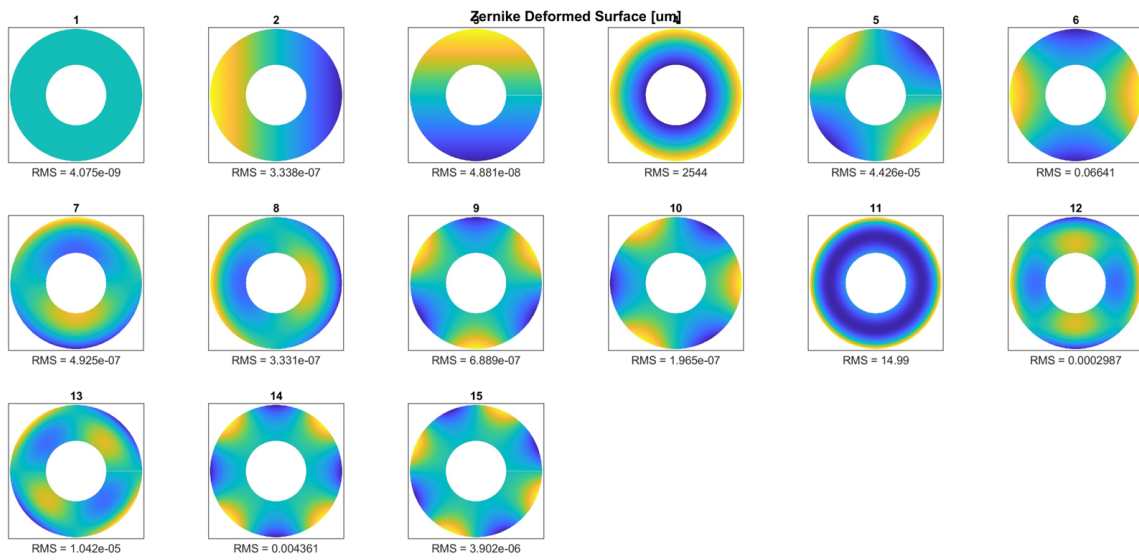 Zernike Deformed Surface [um]
1 2 3 4 5 6
RMS = 4.075e-09 RMS = 3.338e-07 RMS = 4.881e-08 RMS = 2544 RMS = 4.426e-05 RMS = 0.06641
7 8 9 10 11 12
RMS = 4.925e-07 RMS = 3.331e-07 RMS = 6.889e-07 RMS = 1.965e-07 RMS = 14.99 RMS = 0.0002987
13 14 15
RMS = 1.042e-05 RMS = 0.004361 RMS = 3.902e-06